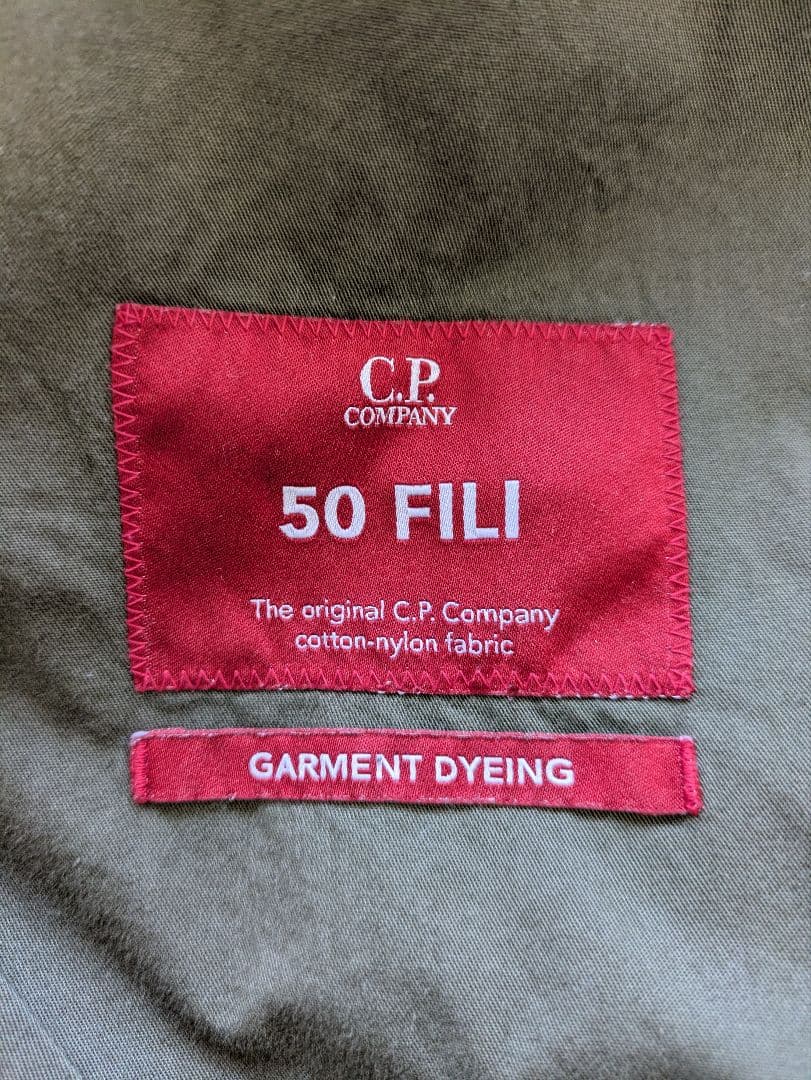 C.P.
COMPANY
50 FILI
The original C.P. Company
cotton-nylon fabric
GARMENT DYEING